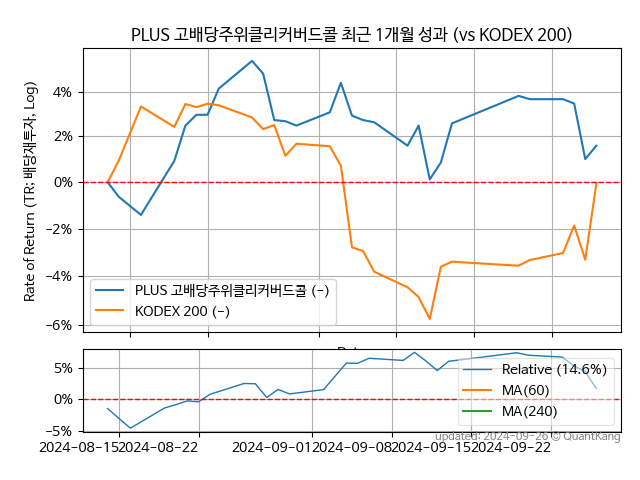 PLUS 고배당주위클리커버드콜 최근 1개월 성과 (vs KODEX 200)
Rate of Return (TR: 배당재투자, Log)
4%
2%
0%
−2%
−4%
−6%
PLUS 고배당주위클리커버드콜 (-)
KODEX 200 (-)
5%
0%
−5%
Relative (14.6%)
MA(60)
MA(240)
updated: 2024-09-26 © QuantKang
2024-08-15
2024-08-22
2024-09-01
2024-09-08
2024-09-15
2024-09-22